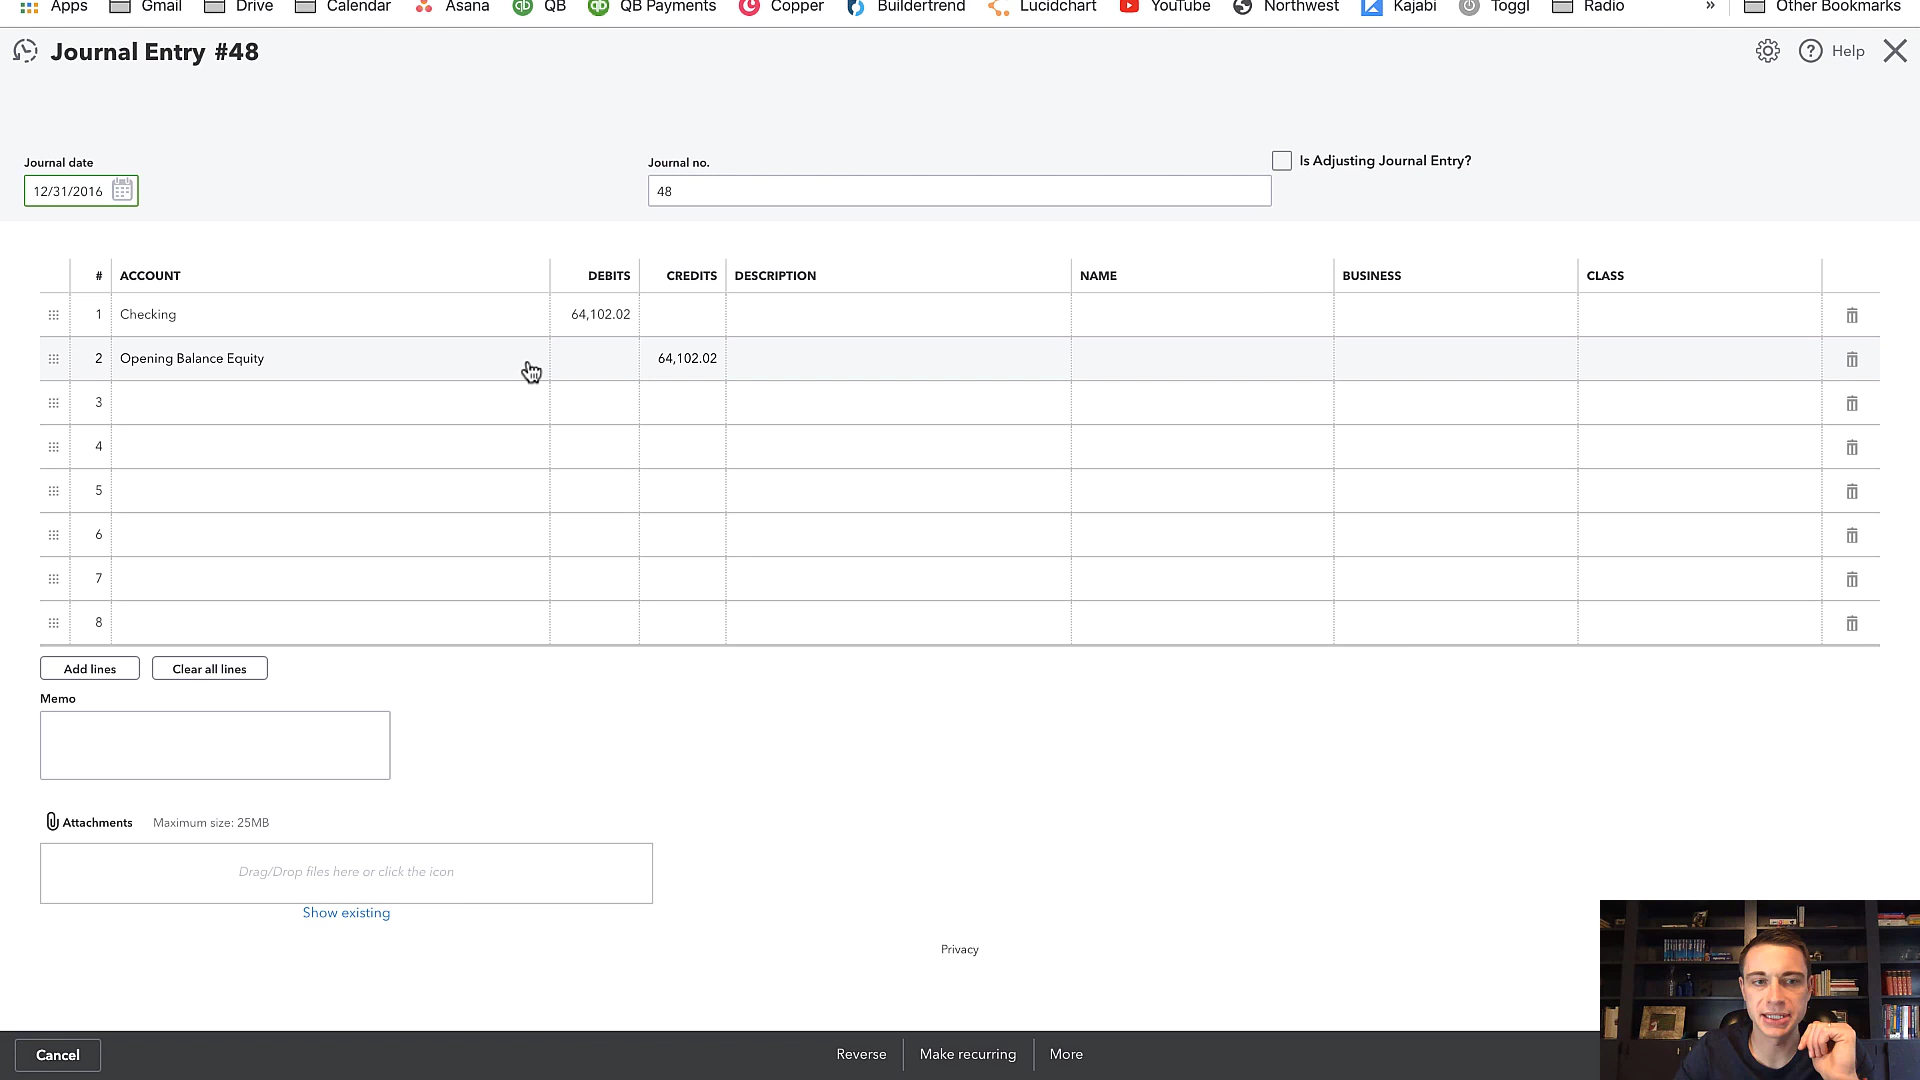 Apps Gmail Drive Calendar Asana QB QB Payments Copper Buildertrend Lucidchart YouTube Northwest Kajabi Toggl Radio » Other Bookmarks
Journal Entry #48
Help
Journal date
Journal no.
Is Adjusting Journal Entry?
12/31/2016
48
# ACCOUNT DEBITS CREDITS DESCRIPTION NAME BUSINESS CLASS
1 Checking 64,102.02
2 Opening Balance Equity 64,102.02
3
4
5
6
7
8
Add lines Clear all lines
Memo
Attachments Maximum size: 25MB
Drag/Drop files here or click the icon
Show existing
Privacy
Cancel Reverse Make recurring More